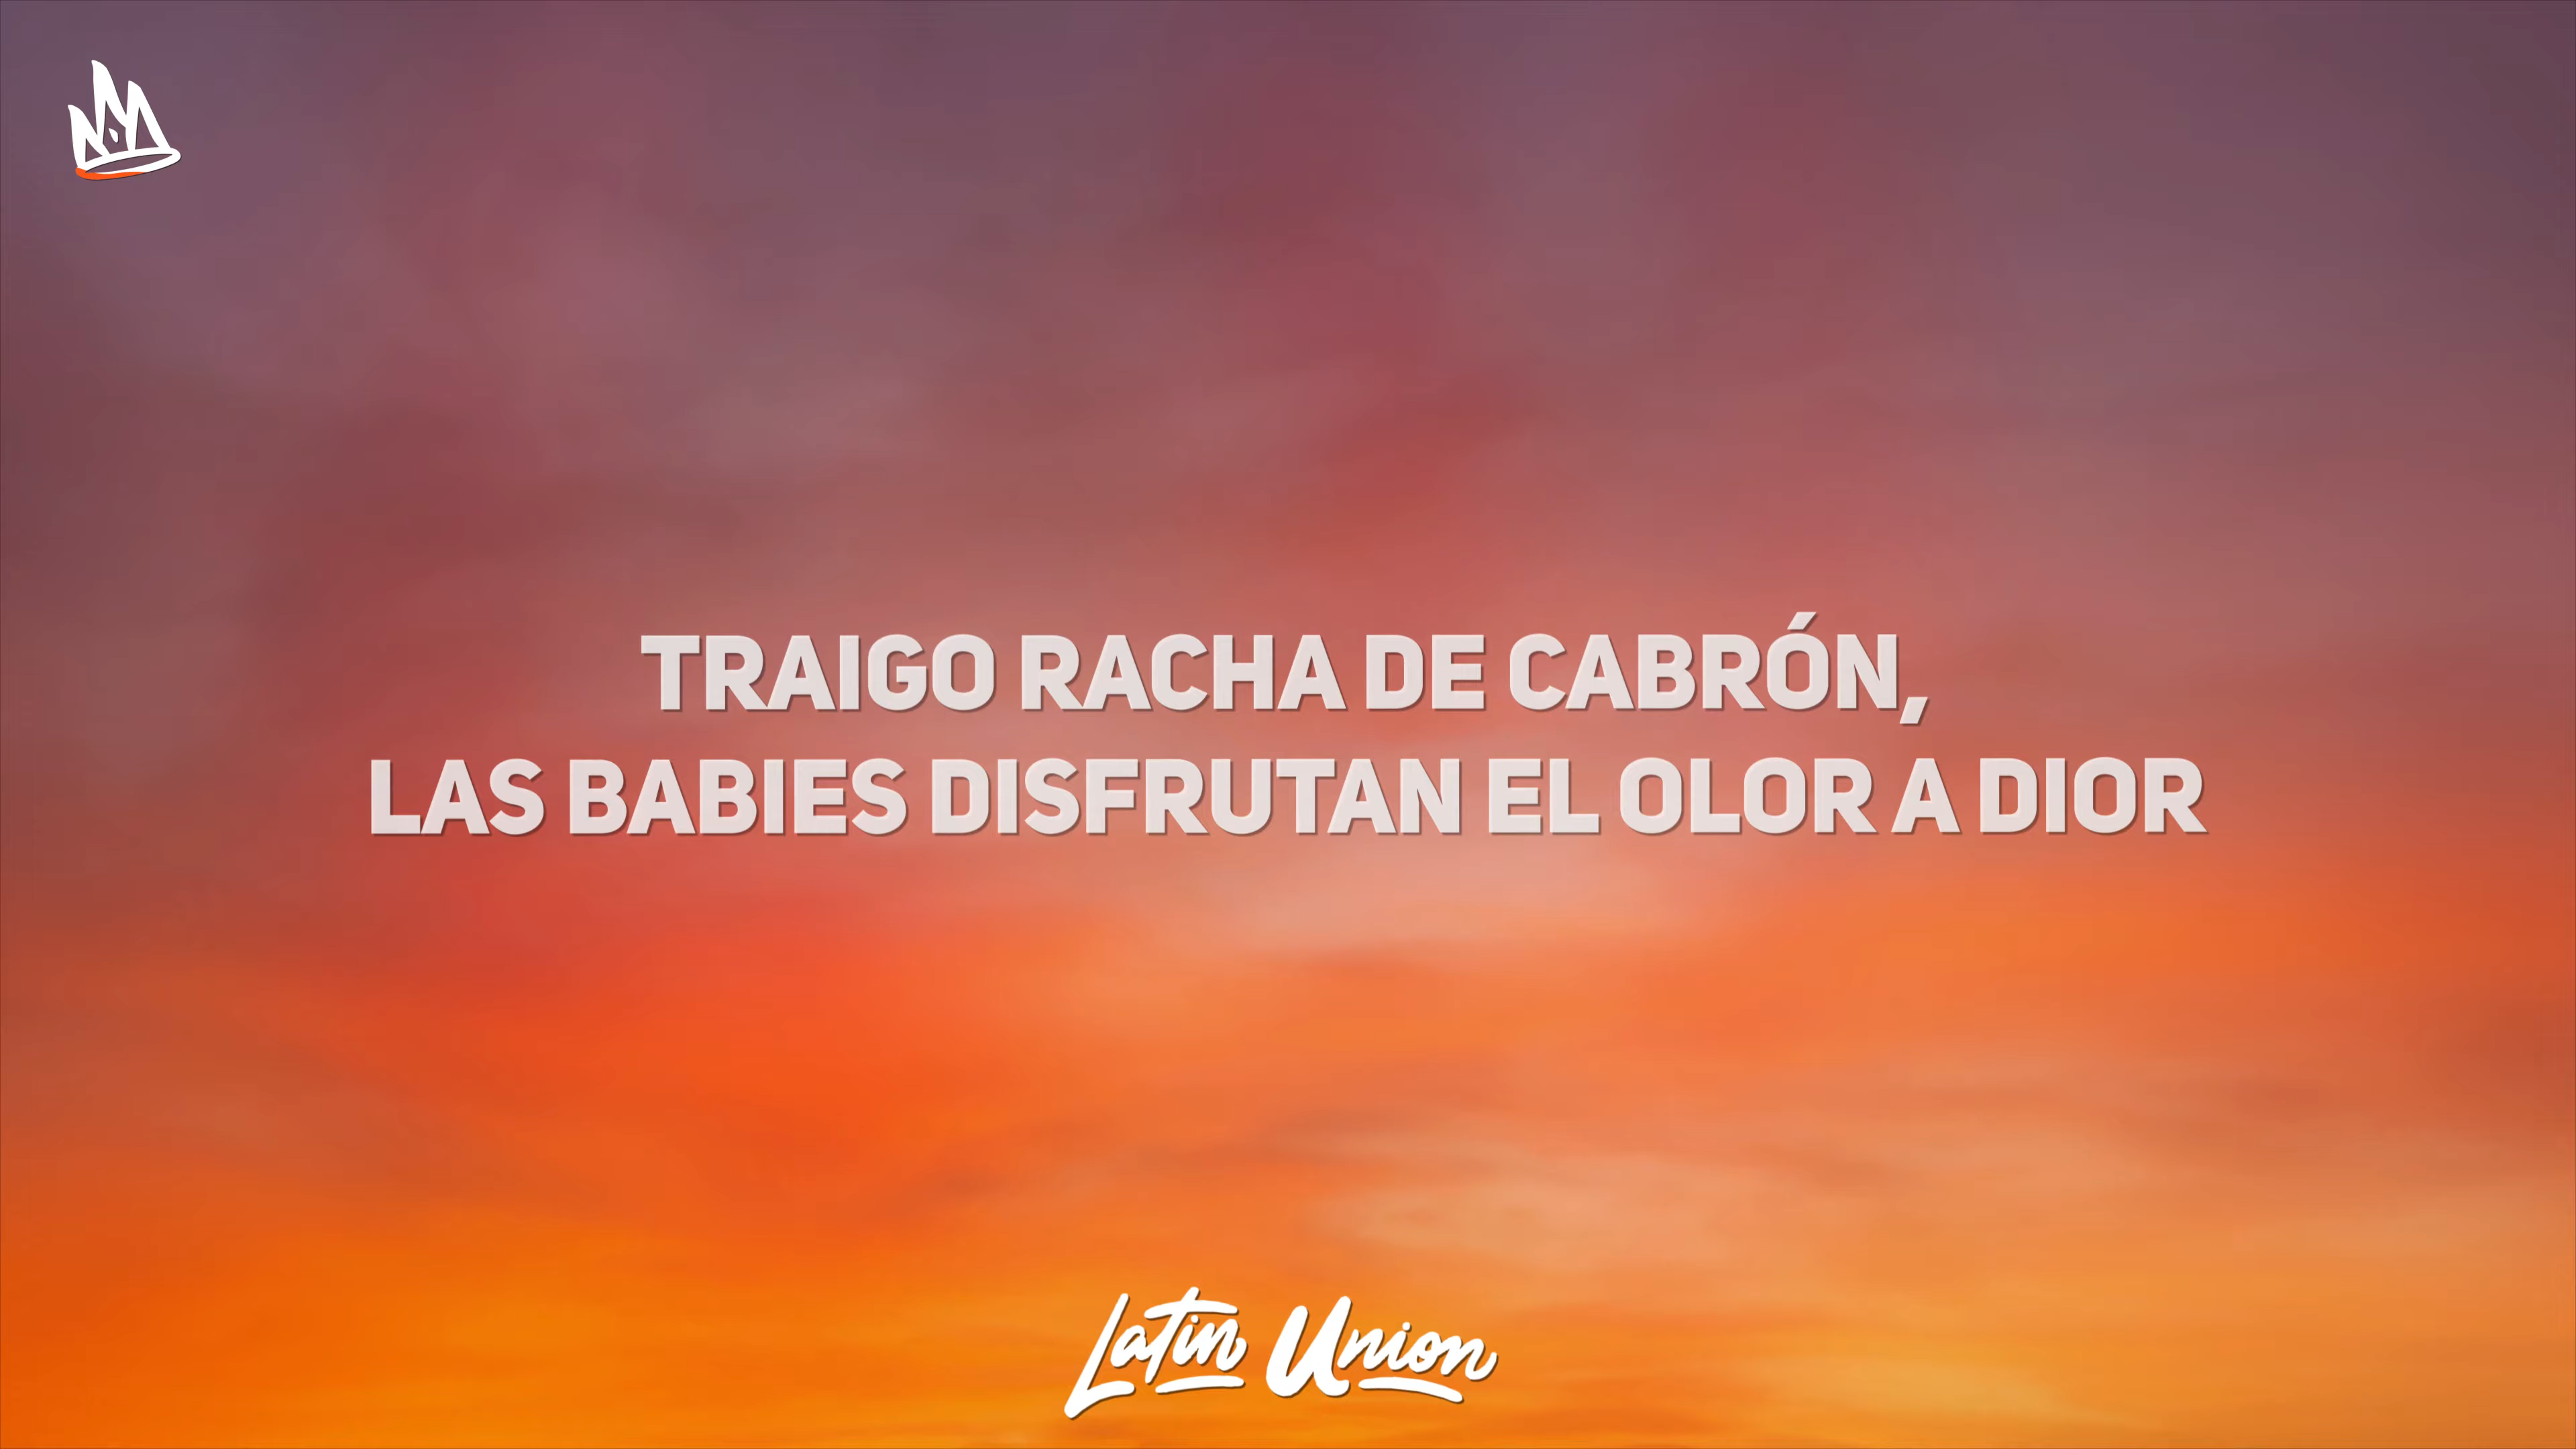 TRAIGO RACHA DE CABRÓN,
LAS BABIES DISFRUTAN EL OLOR A DIOR
Latin Union